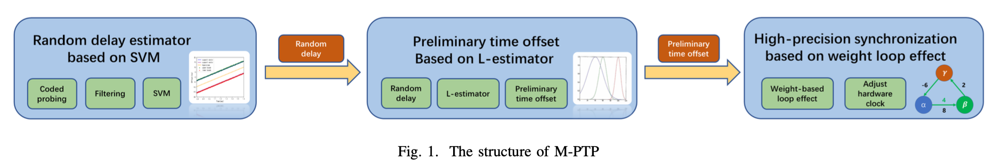 Random delay estimator
based on SVM
Coded
probing
Filtering
SVM
Random
delay
Preliminary time offset
Based on L-estimator
Random
delay
L-estimator
Preliminary
time offset
Preliminary
time offset
High-precision synchronization
based on weight loop effect
Weight-based
loop effect
Adjust
hardware
clock
γ
-6
2
4
α
β
8
Fig. 1. The structure of M-PTP